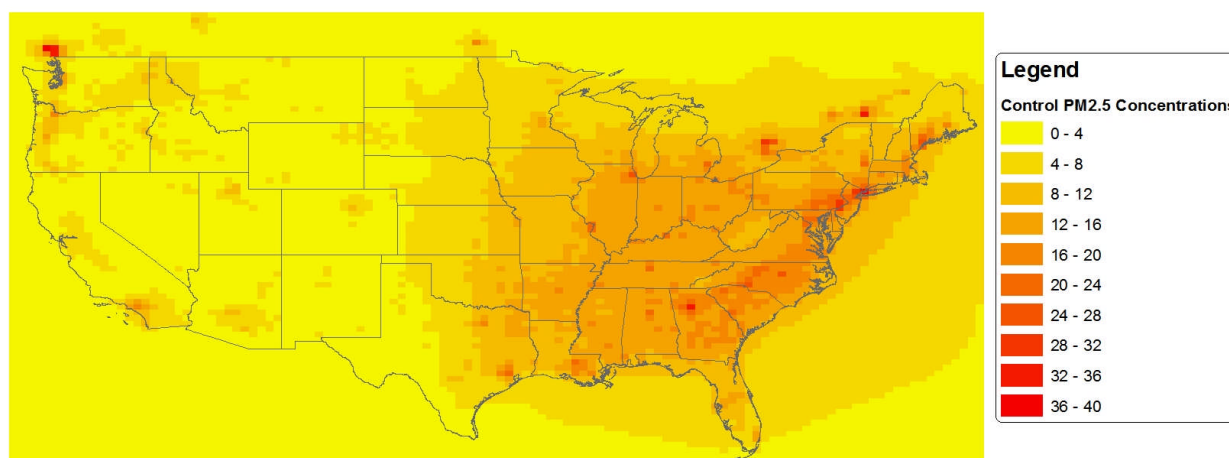 Legend
Control PM2.5 Concentrations
0 - 4
4 - 8
8 - 12
12 - 16
16 - 20
20 - 24
24 - 28
28 - 32
32 - 36
36 - 40